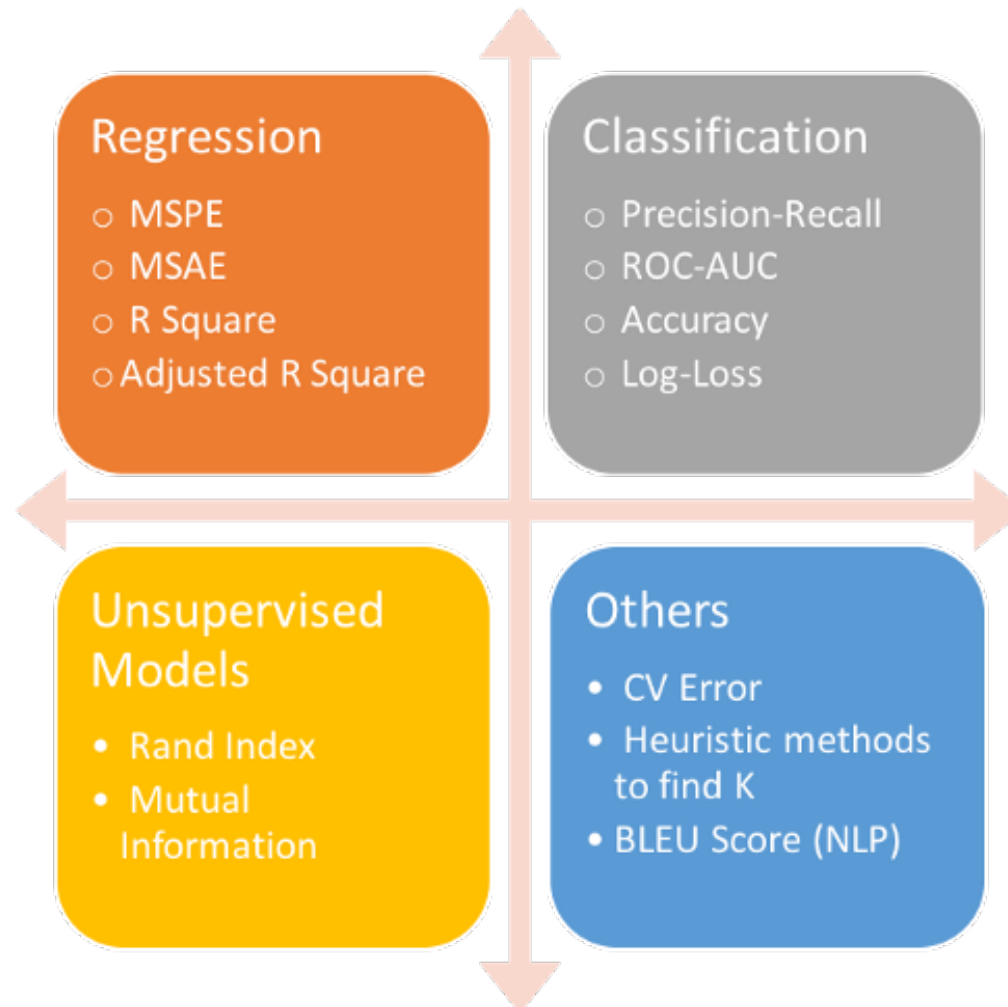 Regression
○ MSPE
○ MSAE
○ R Square
○ Adjusted R Square
Classification
○ Precision-Recall
○ ROC-AUC
○ Accuracy
○ Log-Loss
Unsupervised
Models
• Rand Index
• Mutual
Information
Others
• CV Error
• Heuristic methods
to find K
• BLEU Score (NLP)